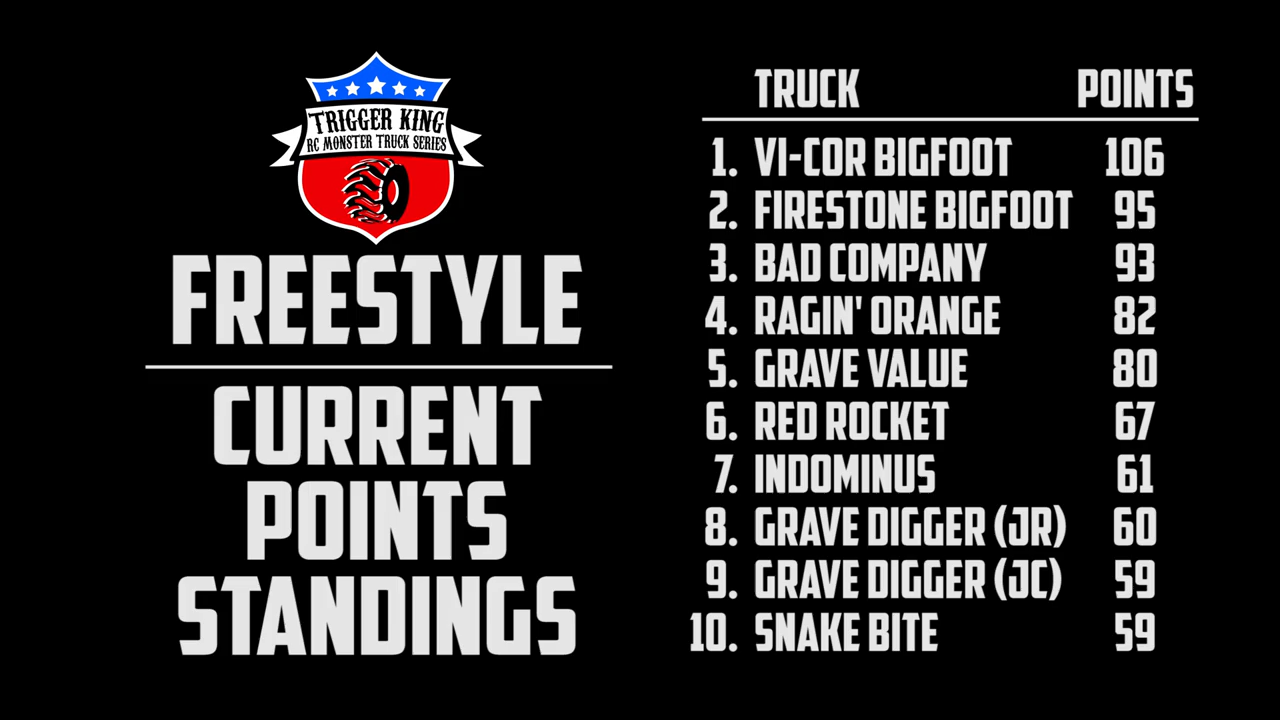 TRIGGER KING
RC MONSTER TRUCK SERIES
FREESTYLE
CURRENT
POINTS
STANDINGS
TRUCK POINTS
1. VI-COR BIGFOOT 106
2. FIRESTONE BIGFOOT 95
3. BAD COMPANY 93
4. RAGIN' ORANGE 82
5. GRAVE VALUE 80
6. RED ROCKET 67
7. INDOMINUS 61
8. GRAVE DIGGER (JR) 60
9. GRAVE DIGGER (JC) 59
10. SNAKE BITE 59